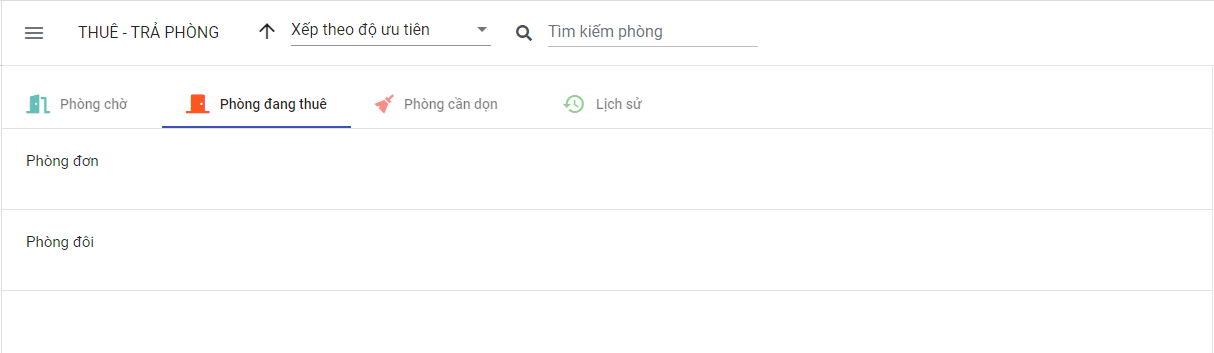 THUÊ - TRẢ PHÒNG
Xếp theo độ ưu tiên
Tìm kiếm phòng
Phòng chờ
Phòng đang thuê
Phòng cần dọn
Lịch sử
Phòng đơn
Phòng đôi